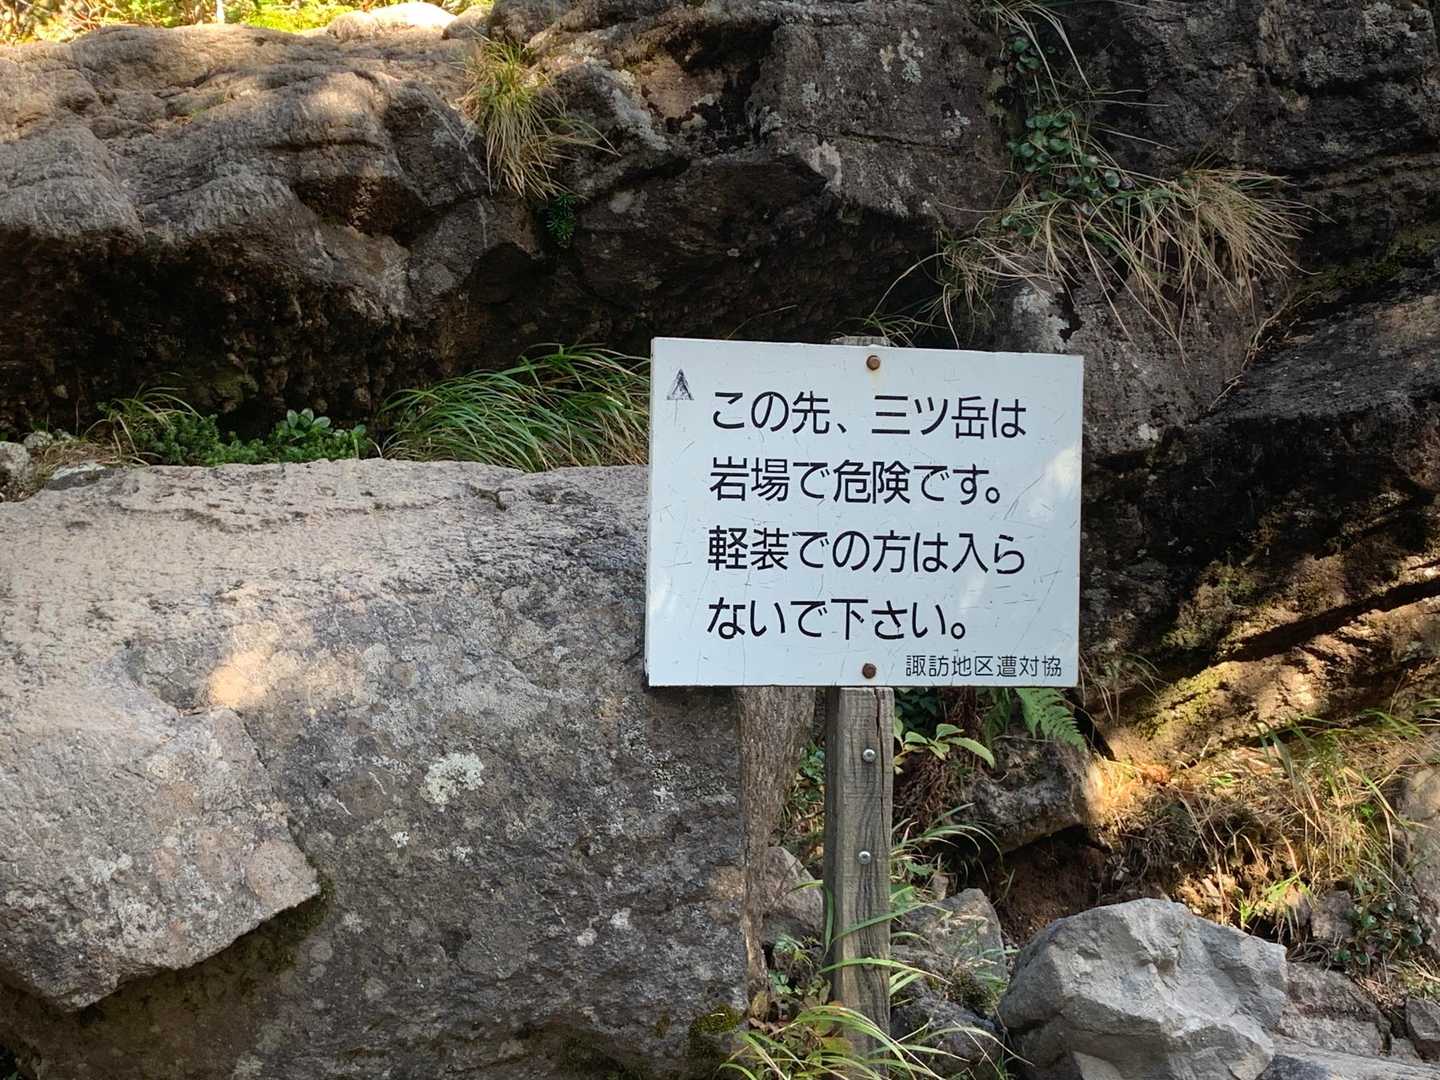 この先、三ツ岳は
岩場で危険です。
軽装での方は入ら
ないで下さい。
諏訪地区遭対協